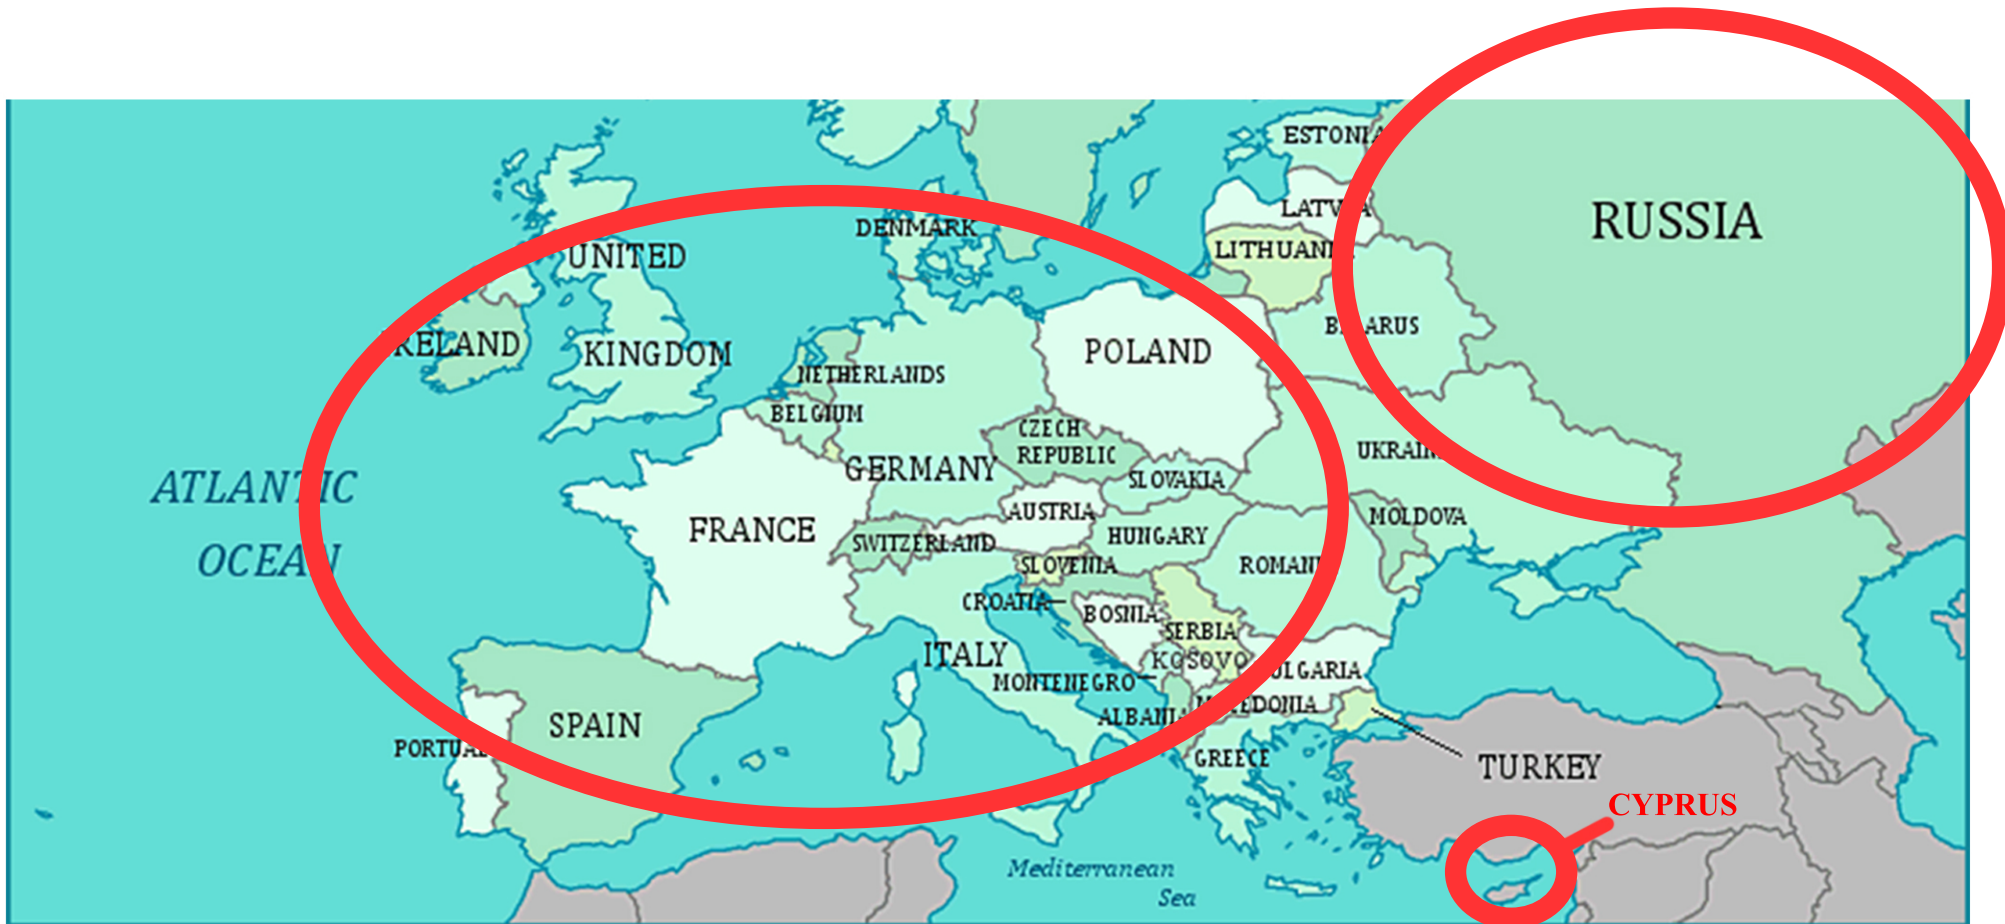 ESTONIA
RUSSIA
LATVIA
DENMARK
LITHUANIA
UNITED
KINGDOM
BELARUS
IRELAND
POLAND
NETHERLANDS
BELGIUM
CZECH
REPUBLIC
UKRAINE
GERMANY
SLOVAKIA
ATLANTIC
OCEAN
AUSTRIA
MOLDOVA
FRANCE
SWITZERLAND
HUNGARY
SLOVENIA
ROMANIA
CROATIA
BOSNIA
SERBIA
ITALY
KOSOVO
BULGARIA
MONTENEGRO
MACEDONIA
ALBANIA
SPAIN
PORTUGAL
GREECE
TURKEY
CYPRUS
Mediterranean
Sea